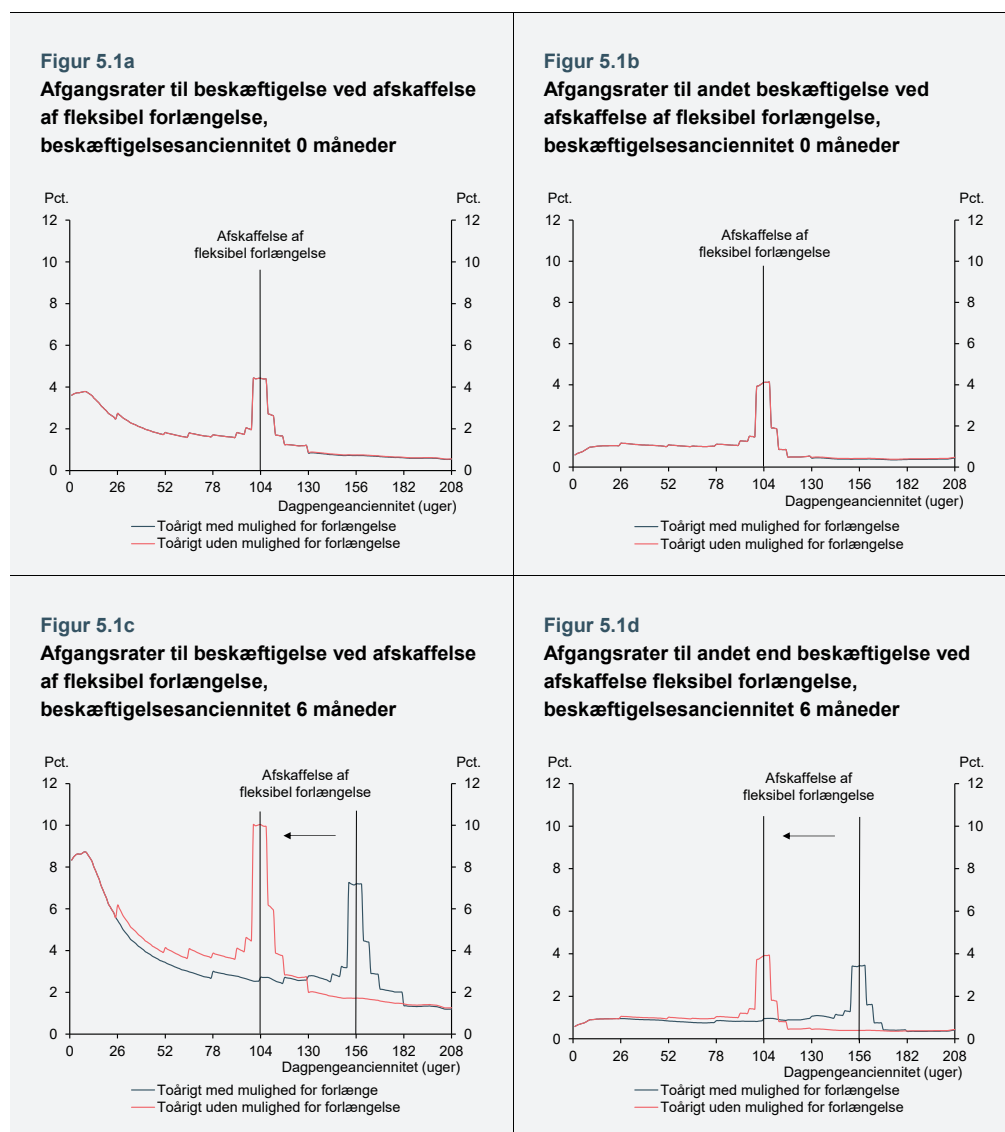 Figur 5.1a
Afgangsrater til beskæftigelse ved afskaffelse
af fleksibel forlængelse,
beskæftigelsesanciennitet 0 måneder
Pct. Pct.
12 12
10 10
8 8
6 6
4 4
2 2
0 0
Afskaffelse af
fleksibel forlængelse
0 26 52 78 104 130 156 182 208
Dagpengeanciennitet (uger)
Toårigt med mulighed for forlængelse
Toårigt uden mulighed for forlængelse
Figur 5.1b
Afgangsrater til andet beskæftigelse ved
afskaffelse af fleksibel forlængelse,
beskæftigelsesanciennitet 0 måneder
Pct. Pct.
12 12
10 10
8 8
6 6
4 4
2 2
0 0
Afskaffelse af
fleksibel forlængelse
0 26 52 78 104 130 156 182 208
Dagpengeanciennitet (uger)
Toårigt med mulighed for forlængelse
Toårigt uden mulighed for forlængelse
Figur 5.1c
Afgangsrater til beskæftigelse ved afskaffelse
af fleksibel forlængelse,
beskæftigelsesanciennitet 6 måneder
Pct. Pct.
12 12
10 10
8 8
6 6
4 4
2 2
0 0
Afskaffelse af
fleksibel forlængelse
0 26 52 78 104 130 156 182 208
Dagpengeanciennitet (uger)
Toårigt med mulighed for forlænge
Toårigt uden mulighed for forlængelse
Figur 5.1d
Afgangsrater til andet end beskæftigelse ved
afskaffelse fleksibel forlængelse,
beskæftigelsesanciennitet 6 måneder
Pct. Pct.
12 12
10 10
8 8
6 6
4 4
2 2
0 0
Afskaffelse af
fleksibel forlængelse
0 26 52 78 104 130 156 182 208
Dagpengeanciennitet (uger)
Toårigt med mulighed for forlængelse
Toårigt uden mulighed for forlængelse